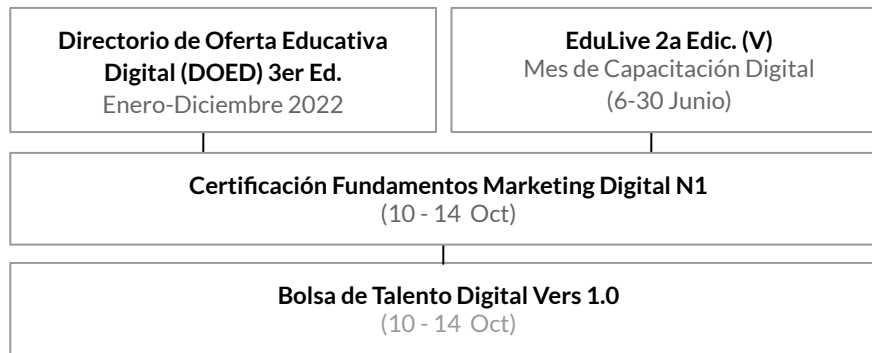 Directorio de Oferta Educativa
Digital (DOED) 3er Ed.
Enero-Diciembre 2022
EduLive 2a Edic. (V)
Mes de Capacitación Digital
(6-30 Junio)
Certificación Fundamentos Marketing Digital N1
(10 - 14 Oct)
Bolsa de Talento Digital Vers 1.0
(10 - 14 Oct)